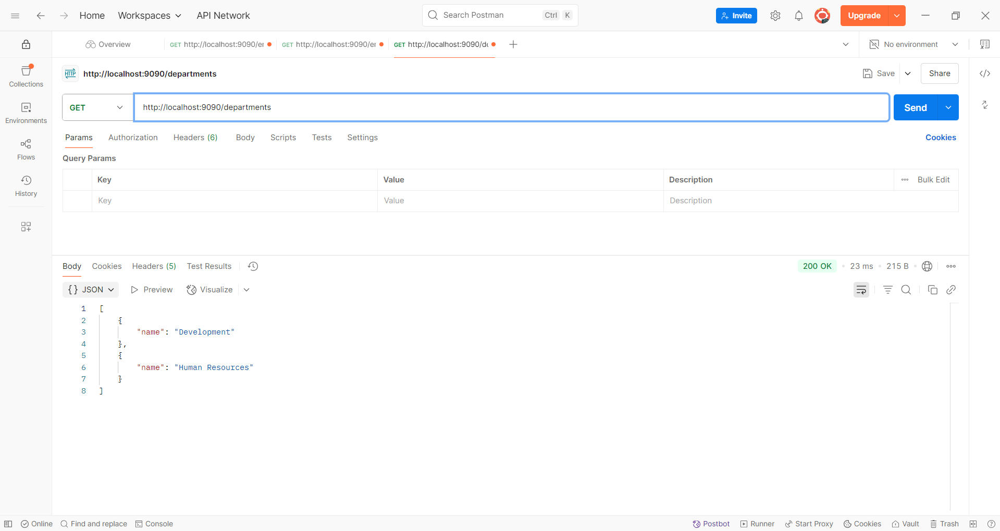 Home Workspaces API Network Search Postman Ctrl K Invite Upgrade
Overview GET http://localhost:9090/er GET http://localhost:9090/er GET http://localhost:9090/de No environment
HTTP http://localhost:9090/departments Save Share
Collections
GET http://localhost:9090/departments Send
Environments
Params Authorization Headers (6) Body Scripts Tests Settings Cookies
Flows
Query Params
Key Value Description Bulk Edit
History
Key Value Description
Body Cookies Headers (5) Test Results 200 OK 23 ms 215 B
{} JSON Preview Visualize
1 [
2 {
3 "name": "Development"
4 },
5 {
6 "name": "Human Resources"
7 }
8 ]
Online Find and replace Console Postbot Runner Start Proxy Cookies Vault Trash